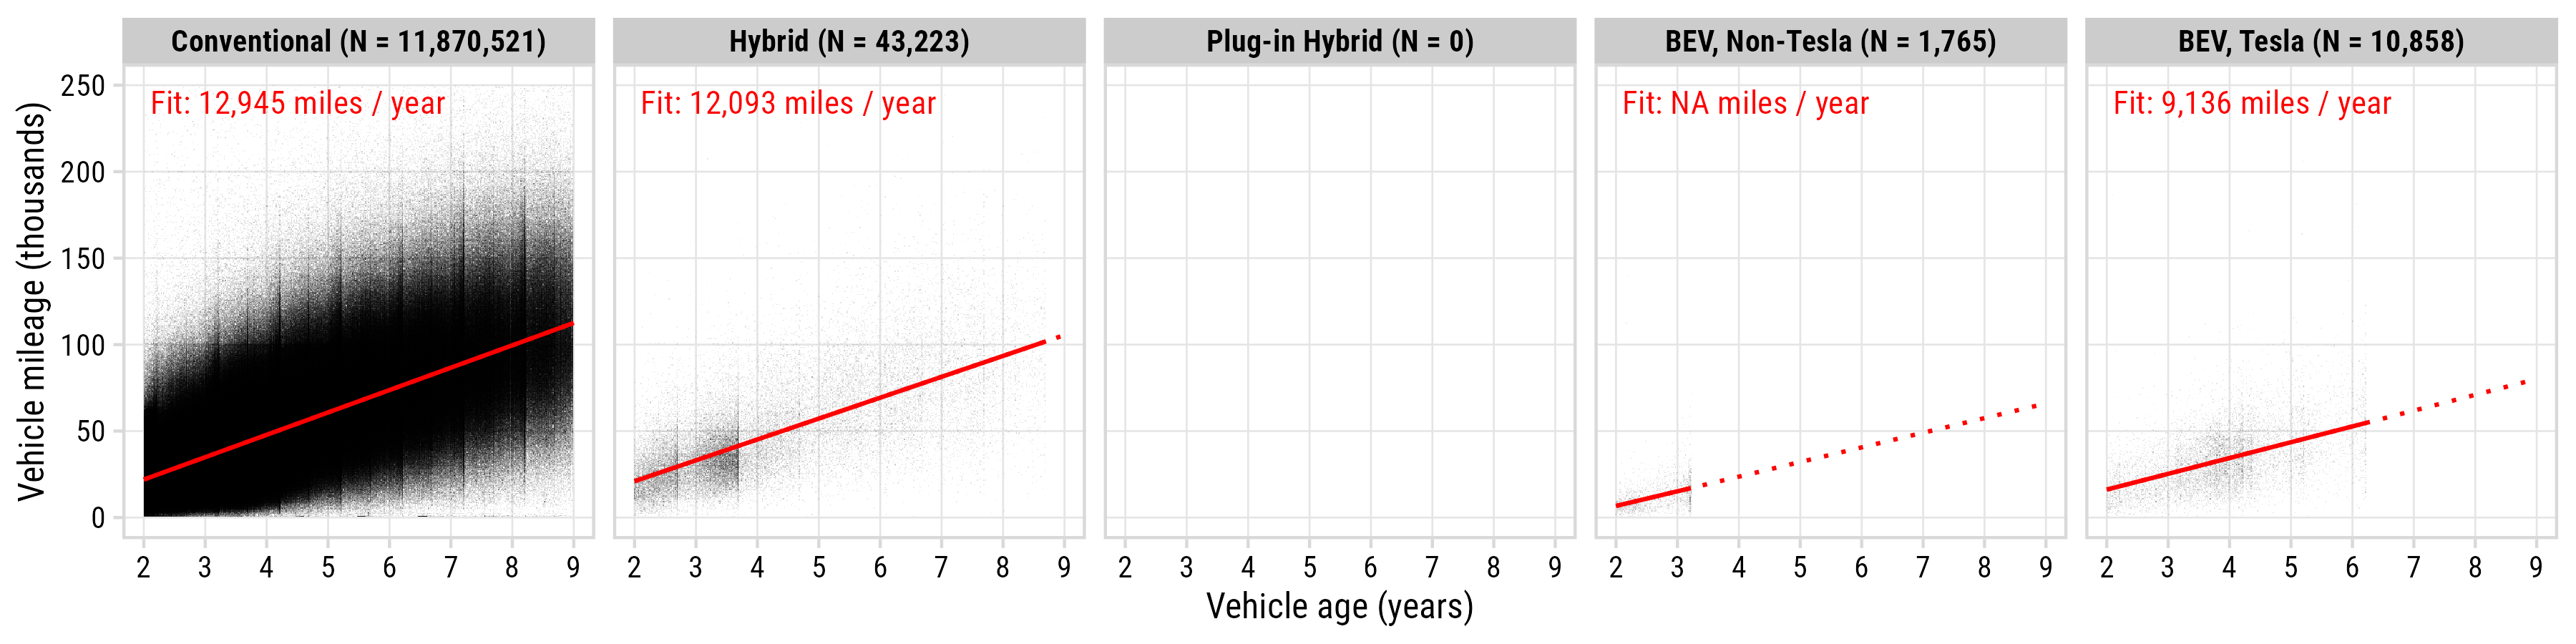 Conventional (N = 11,870,521)
Hybrid (N = 43,223)
Plug-in Hybrid (N = 0)
BEV, Non-Tesla (N = 1,765)
BEV, Tesla (N = 10,858)
Fit: 12,945 miles / year
Fit: 12,093 miles / year
Fit: NA miles / year
Fit: 9,136 miles / year
Vehicle mileage (thousands)
250
200
150
100
50
0
2 3 4 5 6 7 8 9
2 3 4 5 6 7 8 9
2 3 4 5 6 7 8 9
2 3 4 5 6 7 8 9
2 3 4 5 6 7 8 9
Vehicle age (years)